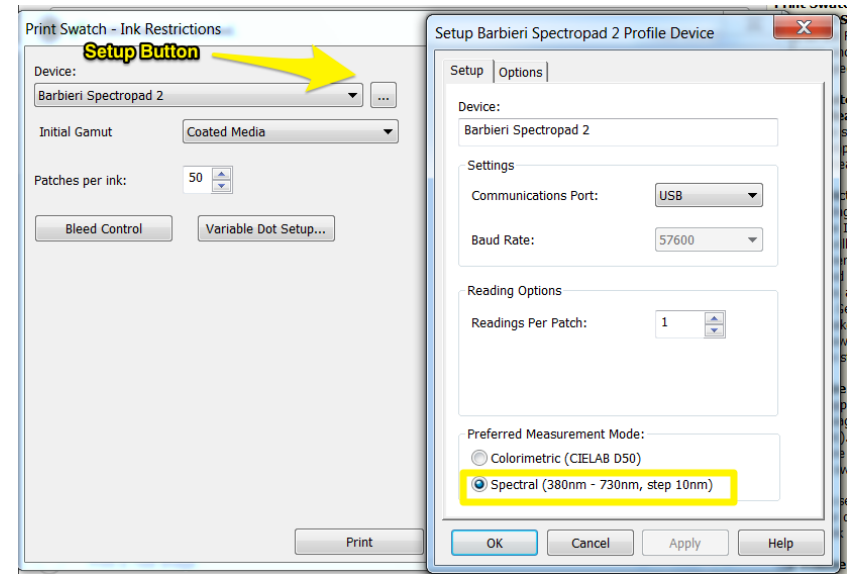 Print Swatch - Ink Restrictions
Setup Button
Device:
Barbieri Spectropad 2
...
Initial Gamut
Coated Media
Patches per ink:
50
Bleed Control
Variable Dot Setup...
Print
Setup Barbieri Spectropad 2 Profile Device
Setup
Options
Device:
Barbieri Spectropad 2
Settings
Communications Port:
USB
Baud Rate:
57600
Reading Options
Readings Per Patch:
1
Preferred Measurement Mode:
Colorimetric (CIELAB D50)
Spectral (380nm - 730nm, step 10nm)
OK
Cancel
Apply
Help